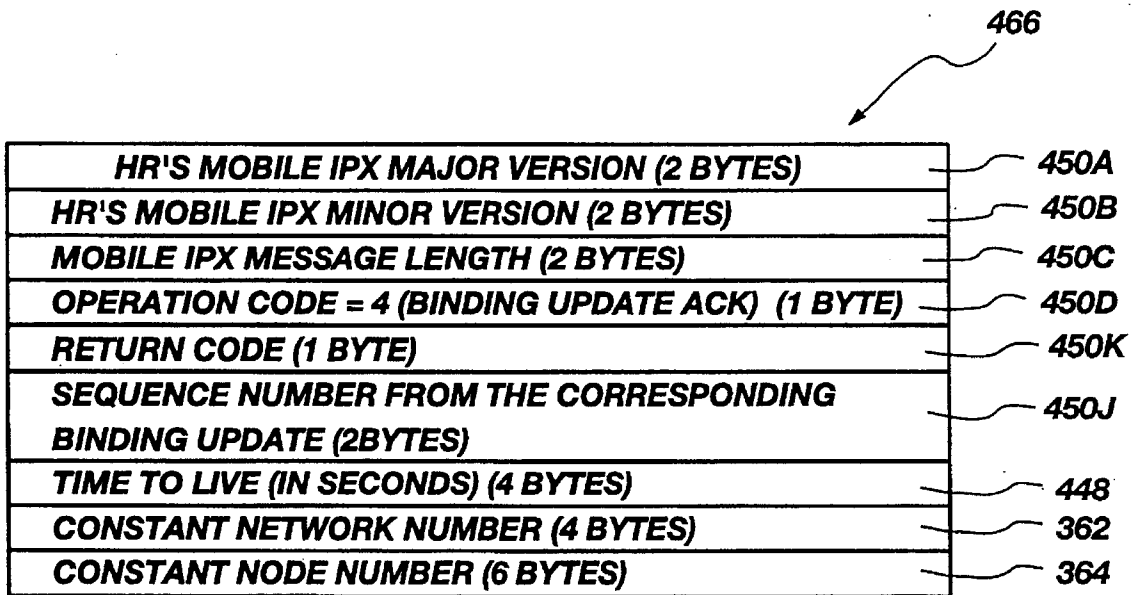 466
HR'S MOBILE IPX MAJOR VERSION (2 BYTES) 450A
HR'S MOBILE IPX MINOR VERSION (2 BYTES) 450B
MOBILE IPX MESSAGE LENGTH (2 BYTES) 450C
OPERATION CODE = 4 (BINDING UPDATE ACK) (1 BYTE) 450D
RETURN CODE (1 BYTE) 450K
SEQUENCE NUMBER FROM THE CORRESPONDING
BINDING UPDATE (2BYTES) 450J
TIME TO LIVE (IN SECONDS) (4 BYTES) 448
CONSTANT NETWORK NUMBER (4 BYTES) 362
CONSTANT NODE NUMBER (6 BYTES) 364